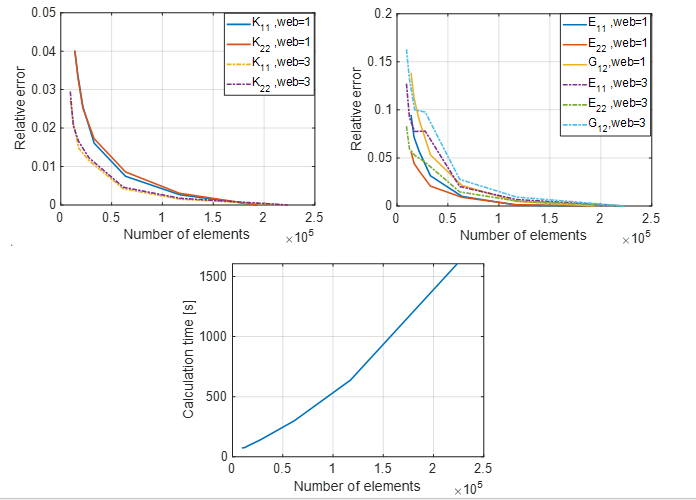 0.05
0.04
0.03
0.02
0.01
0
Relative error
K11 ,web=1
K22 ,web=1
K11 ,web=3
K22 ,web=3
0 0.5 1 1.5 2 2.5
Number of elements
×10^5
0.2
0.15
0.1
0.05
0
Relative error
E11 ,web=1
E22 ,web=1
G12,web=1
E11 ,web=3
E22 ,web=3
G12,web=3
0 0.5 1 1.5 2 2.5
Number of elements
×10^5
1500
1000
500
0
Calculation time [s]
0 0.5 1 1.5 2 2.5
Number of elements
×10^5